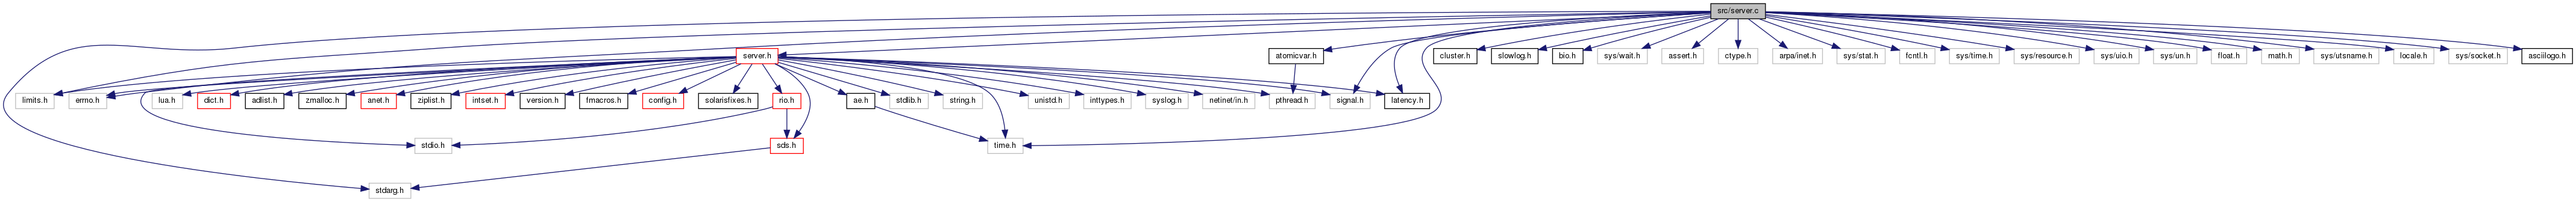 src/server.c
server.h
atomicvar.h
cluster.h
slowlog.h
bio.h
sys/wait.h
assert.h
ctype.h
arpa/inet.h
sys/stat.h
fcntl.h
sys/time.h
sys/resource.h
sys/uio.h
sys/un.h
float.h
math.h
sys/utsname.h
locale.h
sys/socket.h
asciilogo.h
limits.h
errno.h
lua.h
dict.h
adlist.h
zmalloc.h
anet.h
ziplist.h
intset.h
version.h
fmacros.h
config.h
solarisfixes.h
rio.h
ae.h
stdlib.h
string.h
unistd.h
inttypes.h
syslog.h
netinet/in.h
pthread.h
signal.h
latency.h
stdio.h
sds.h
time.h
stdarg.h